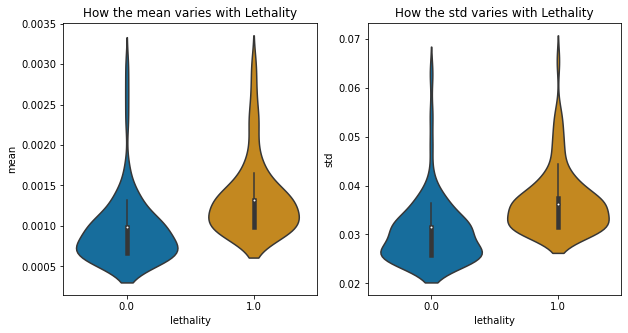 How the mean varies with Lethality
How the std varies with Lethality
0.0035
0.0030
0.0025
0.0020
0.0015
0.0010
0.0005
mean
0.0
1.0
lethality
0.07
0.06
0.05
0.04
0.03
0.02
std
0.0
1.0
lethality